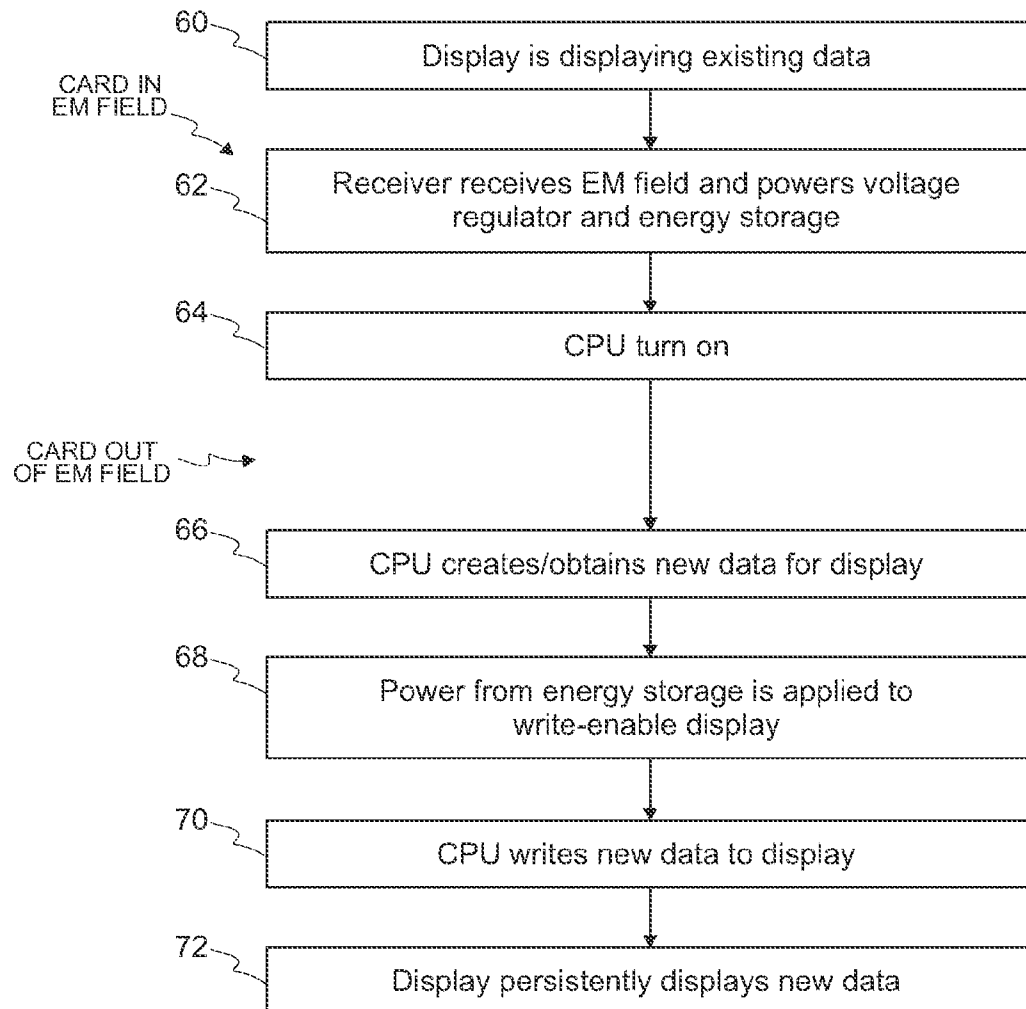 60
Display is displaying existing data
CARD IN
EM FIELD
62
Receiver receives EM field and powers voltage
regulator and energy storage
64
CPU turn on
CARD OUT
OF EM FIELD
66
CPU creates/obtains new data for display
68
Power from energy storage is applied to
write-enable display
70
CPU writes new data to display
72
Display persistently displays new data